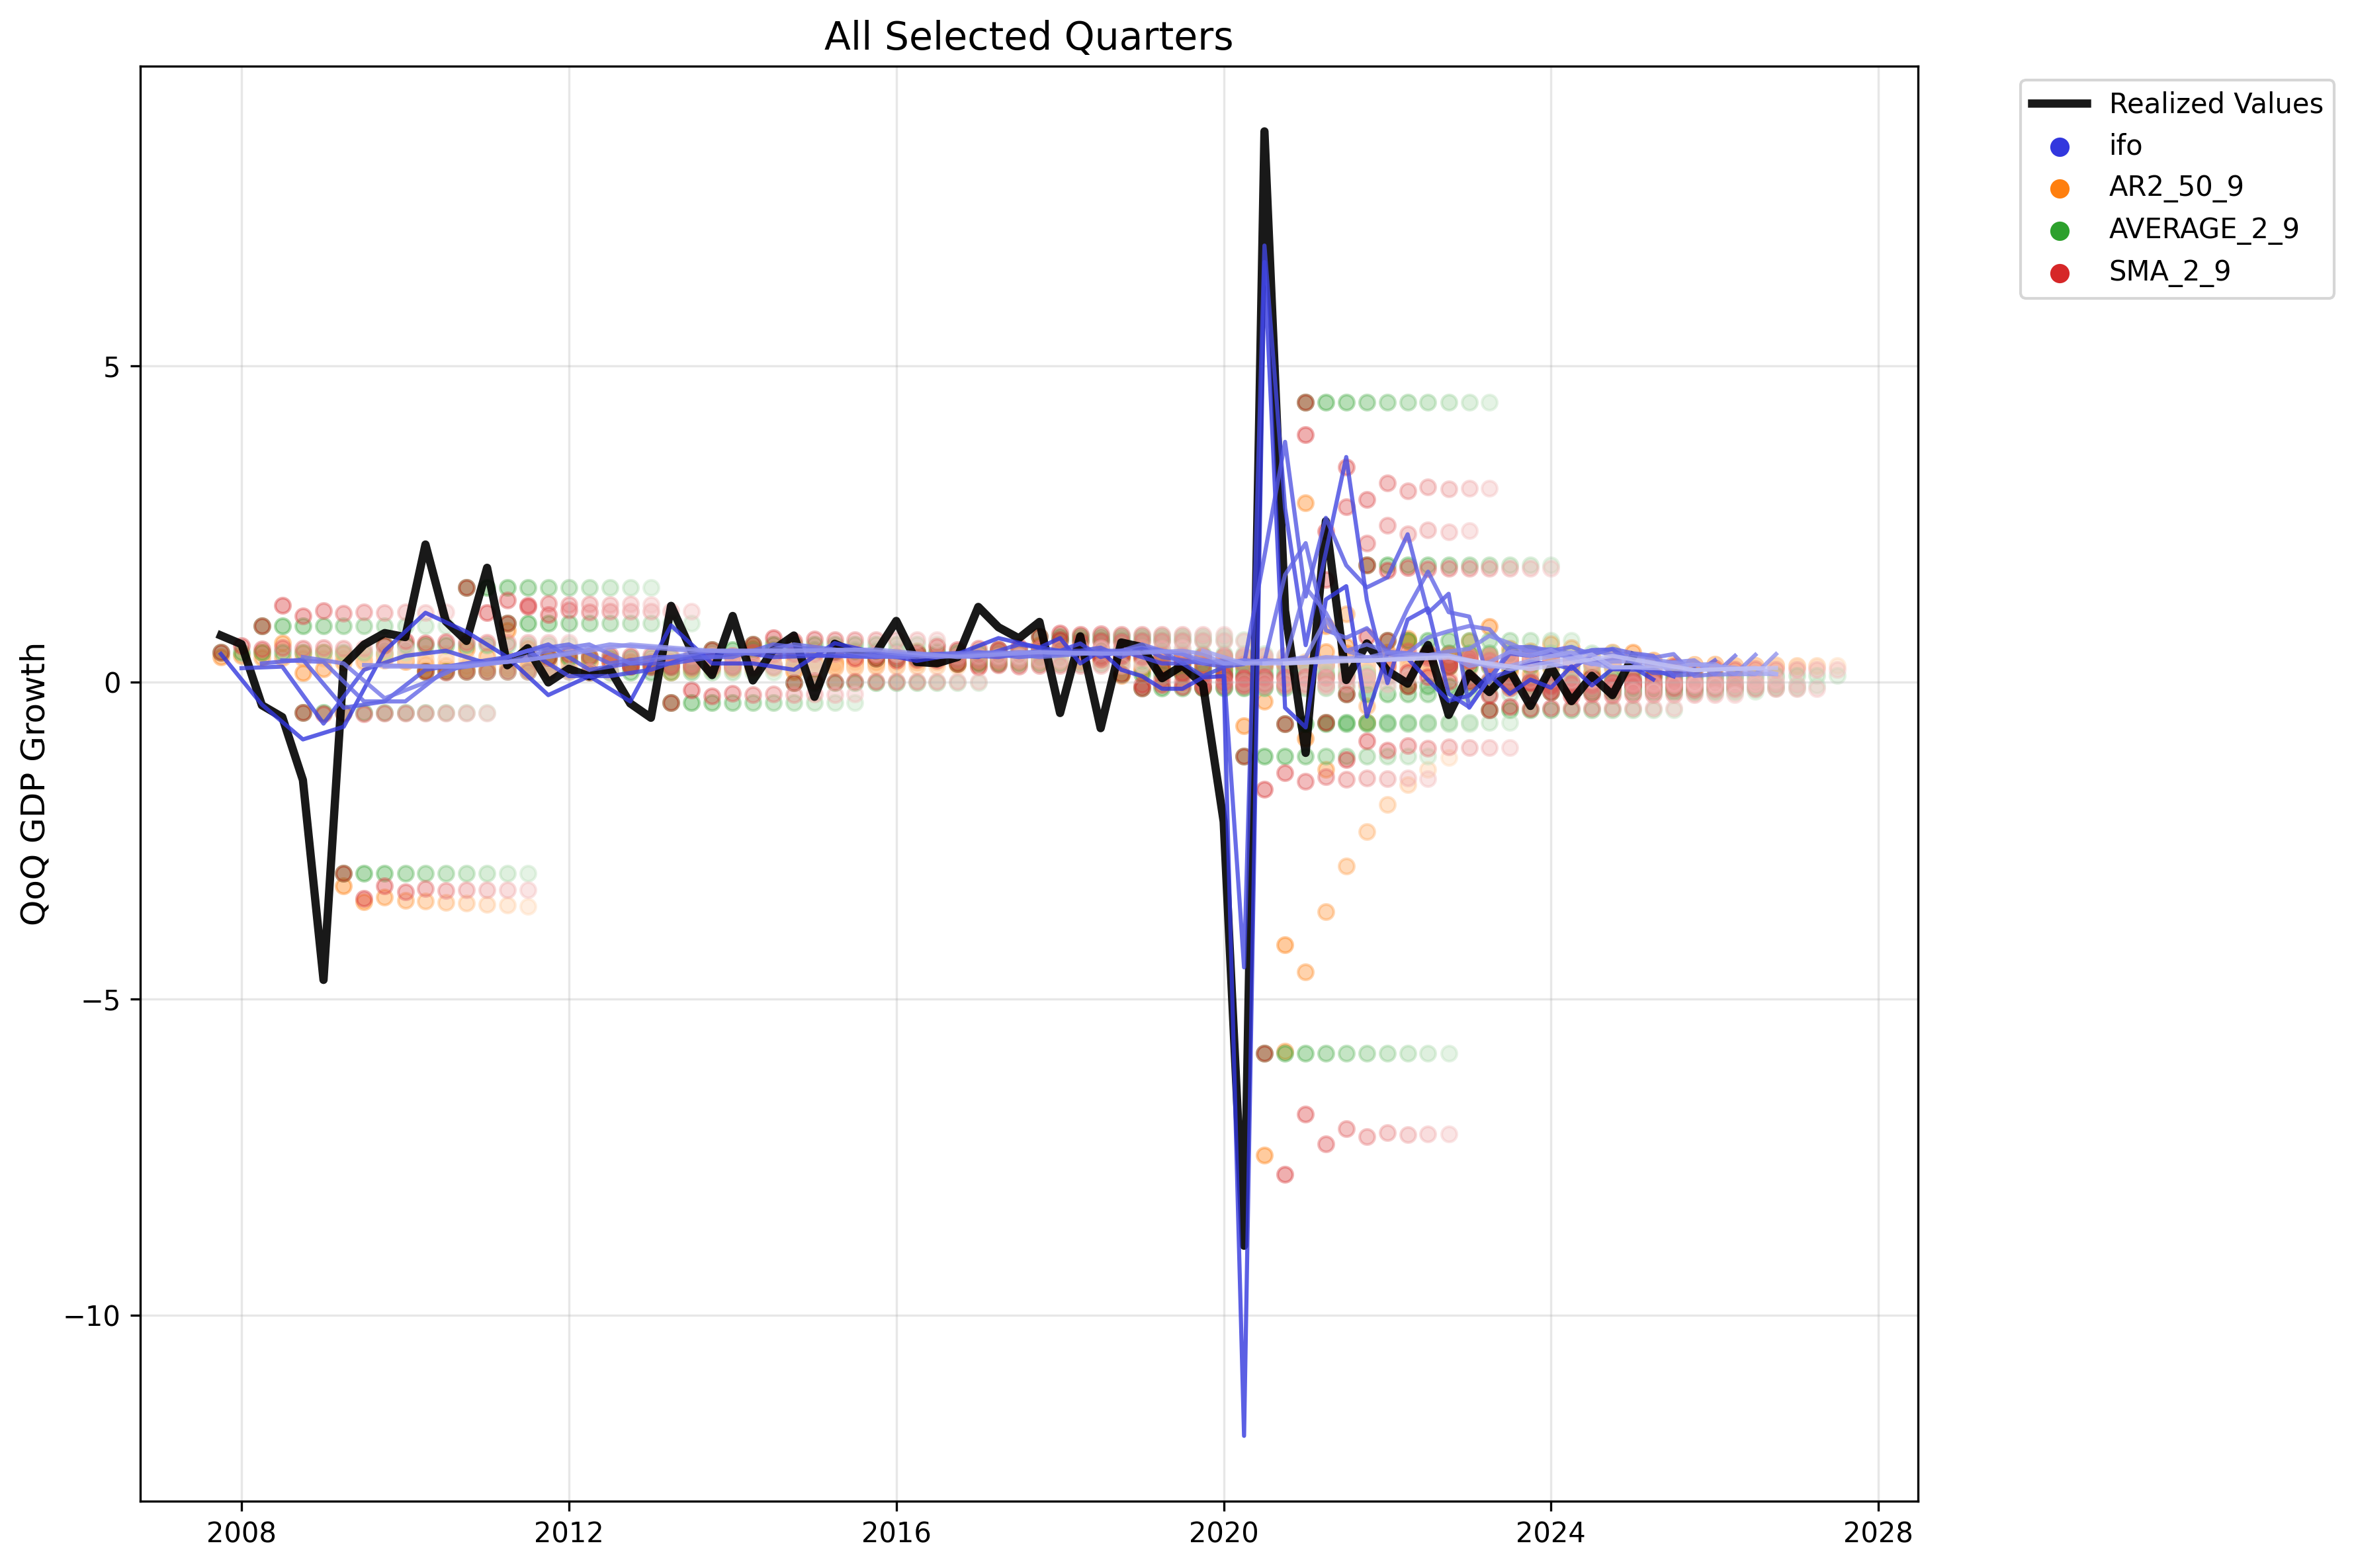 All Selected Quarters
QoQ GDP Growth
5
0
−5
−10
2008 2012 2016 2020 2024 2028
Realized Values
ifo
AR2_50_9
AVERAGE_2_9
SMA_2_9